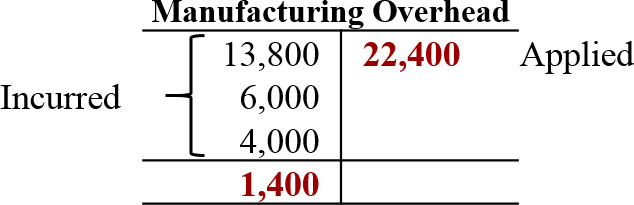 Manufacturing Overhead
13,800 22,400 Applied
Incurred 6,000
4,000
1,400